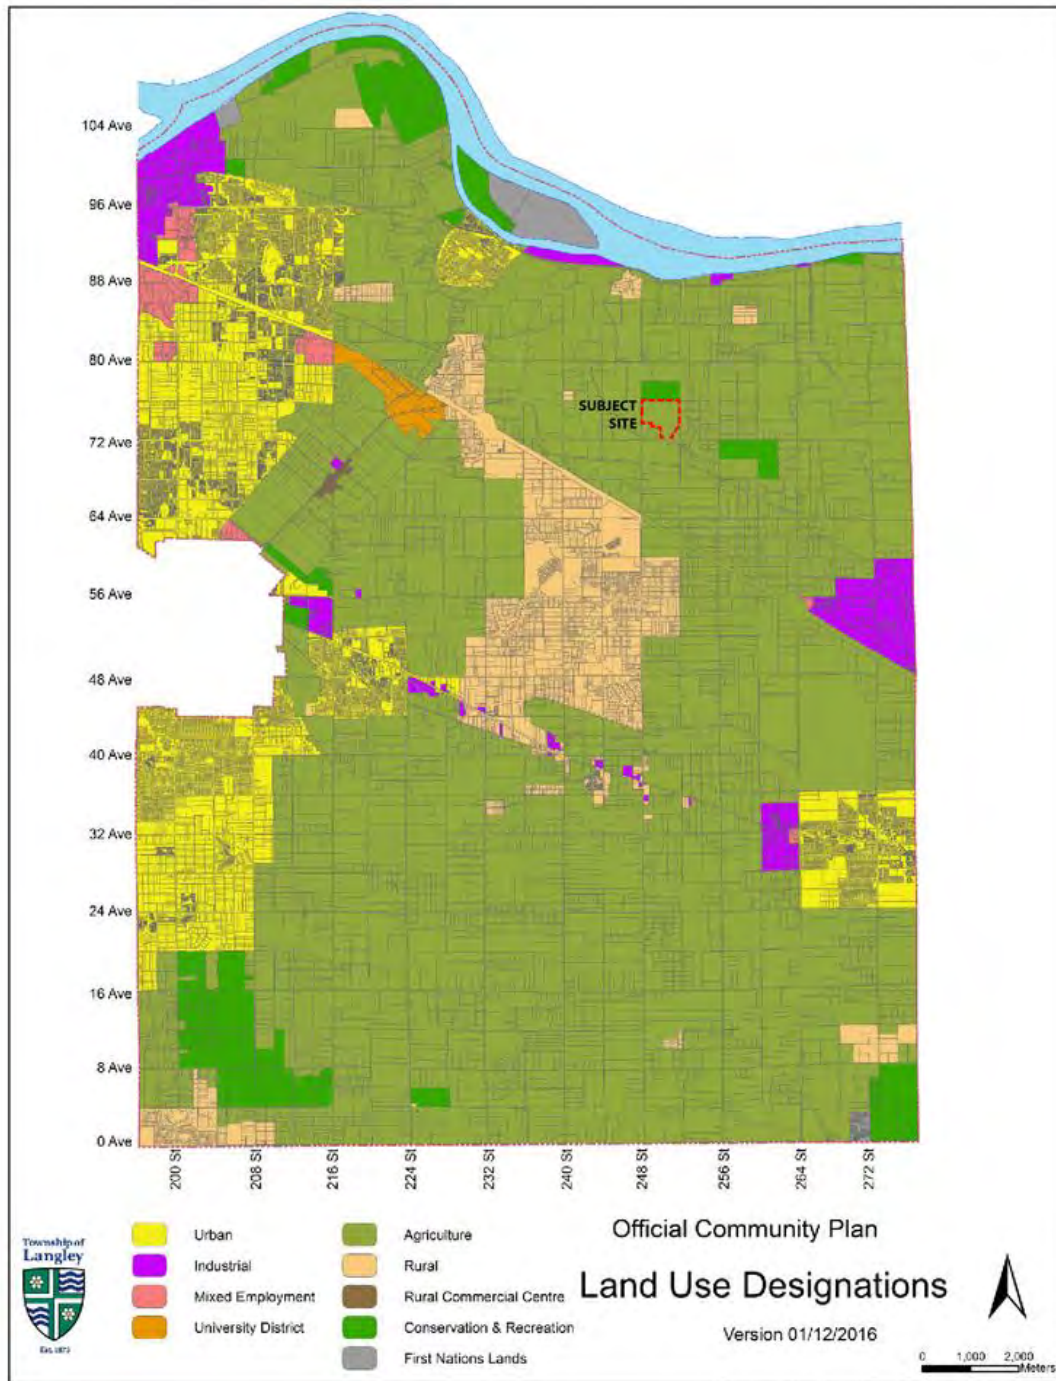 104 Ave
96 Ave
88 Ave
80 Ave
72 Ave
64 Ave
56 Ave
48 Ave
40 Ave
32 Ave
24 Ave
16 Ave
8 Ave
0 Ave
SUBJECT
SITE
200 St
208 St
216 St
224 St
232 St
240 St
248 St
256 St
264 St
272 St
Township of
Langley
Est. 1873
Urban
Industrial
Mixed Employment
University District
Agriculture
Rural
Rural Commercial Centre
Conservation & Recreation
First Nations Lands
Official Community Plan
Land Use Designations
Version 01/12/2016
0 1,000 2,000
Meters